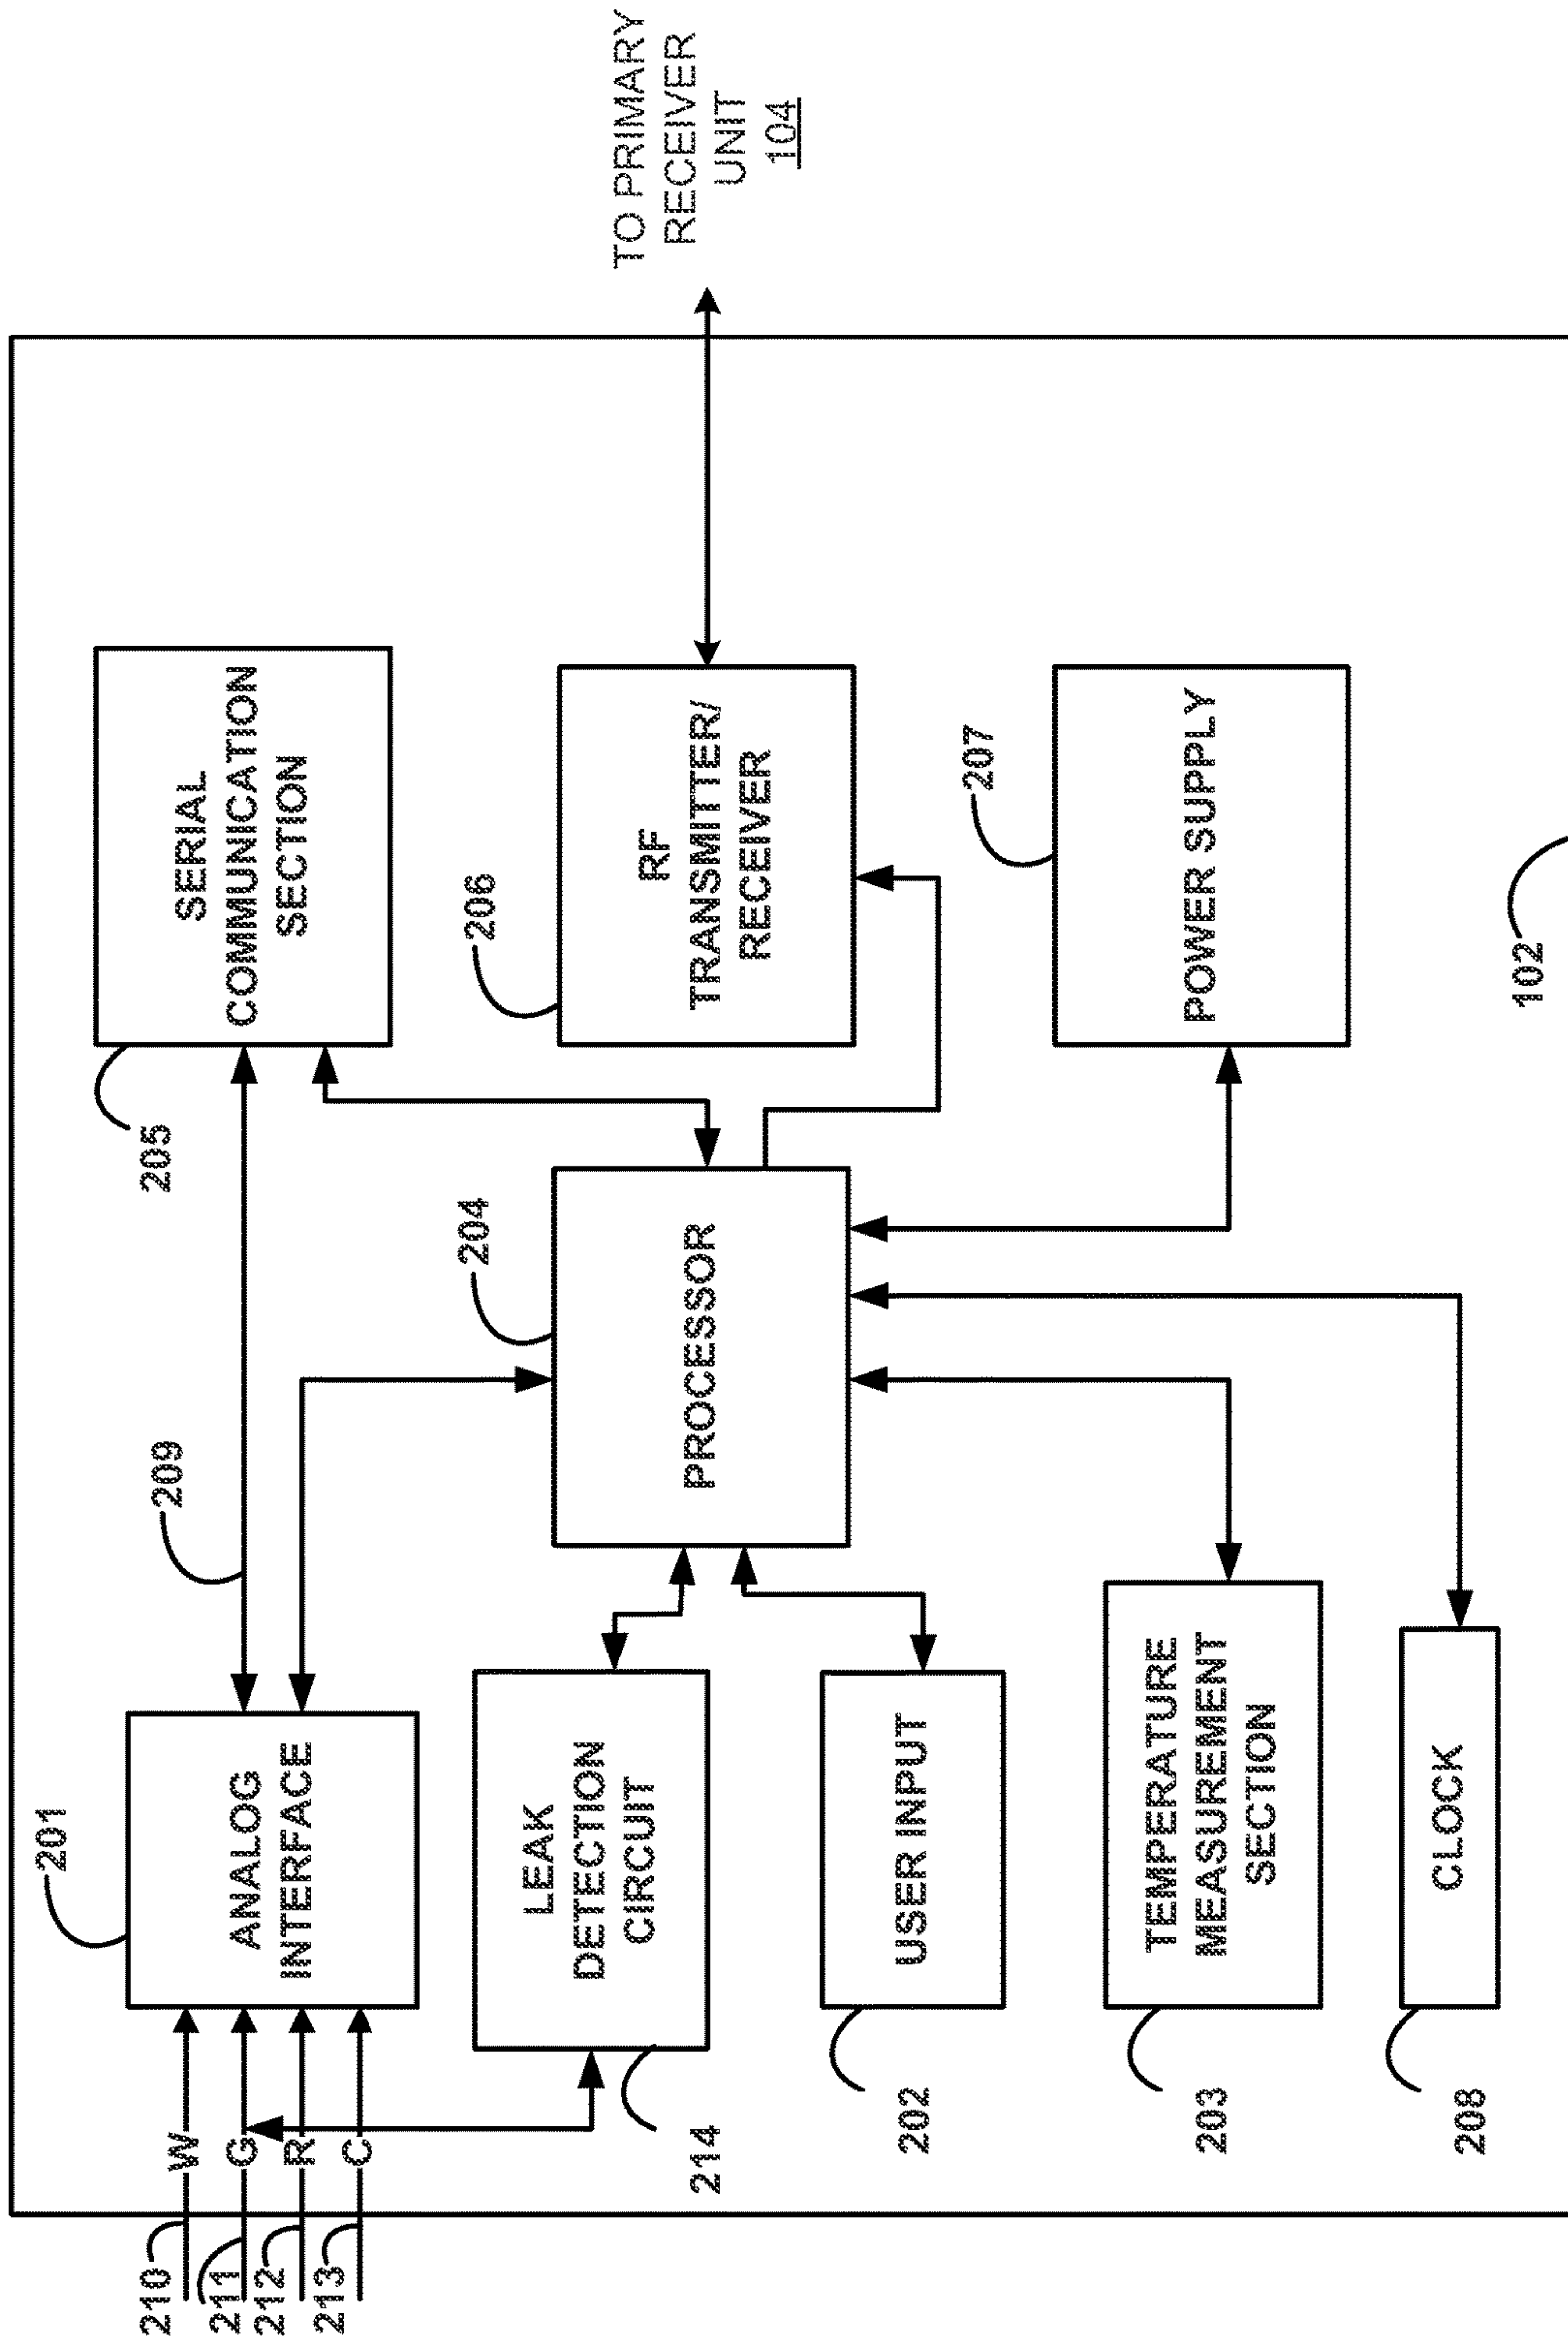 210
W
211
G
212
R
213
C
201
ANALOG
INTERFACE
209
205
SERIAL
COMMUNICATION
SECTION
214
LEAK
DETECTION
CIRCUIT
204
PROCESSOR
206
RF
TRANSMITTER/
RECEIVER
TO PRIMARY
RECEIVER
UNIT
104
202
USER INPUT
203
TEMPERATURE
MEASUREMENT
SECTION
207
POWER SUPPLY
208
CLOCK
102